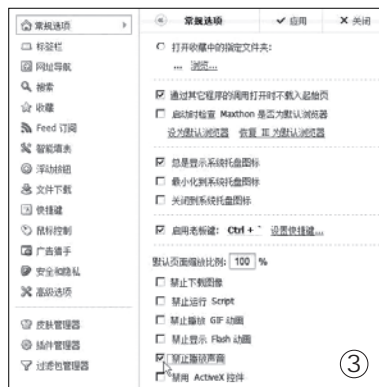 常规选项
标签栏
网址导航
搜索
收藏
Feed 订阅
智能填表
浮动按钮
文件下载
快捷键
鼠标控制
广告猎手
安全和隐私
高级选项
皮肤管理器
插件管理器
过滤包管理器
常规选项 应用 关闭
打开收藏中的指定文件夹:
... 浏览...
通过其它程序的调用打开时不载入起始页
启动时检查 Maxthon 是否为默认浏览器
设为默认浏览器 恢复 IE 为默认浏览器
总是显示系统托盘图标
最小化到系统托盘图标
关闭到系统托盘图标
启用老板键: Ctrl + ` 设置快捷键...
默认页面缩放比例: 100 %
禁止下载图像
禁止运行 Script
禁止播放 GIF 动画
禁止显示 Flash 动画
禁止播放声音
禁用 ActiveX 控件
③